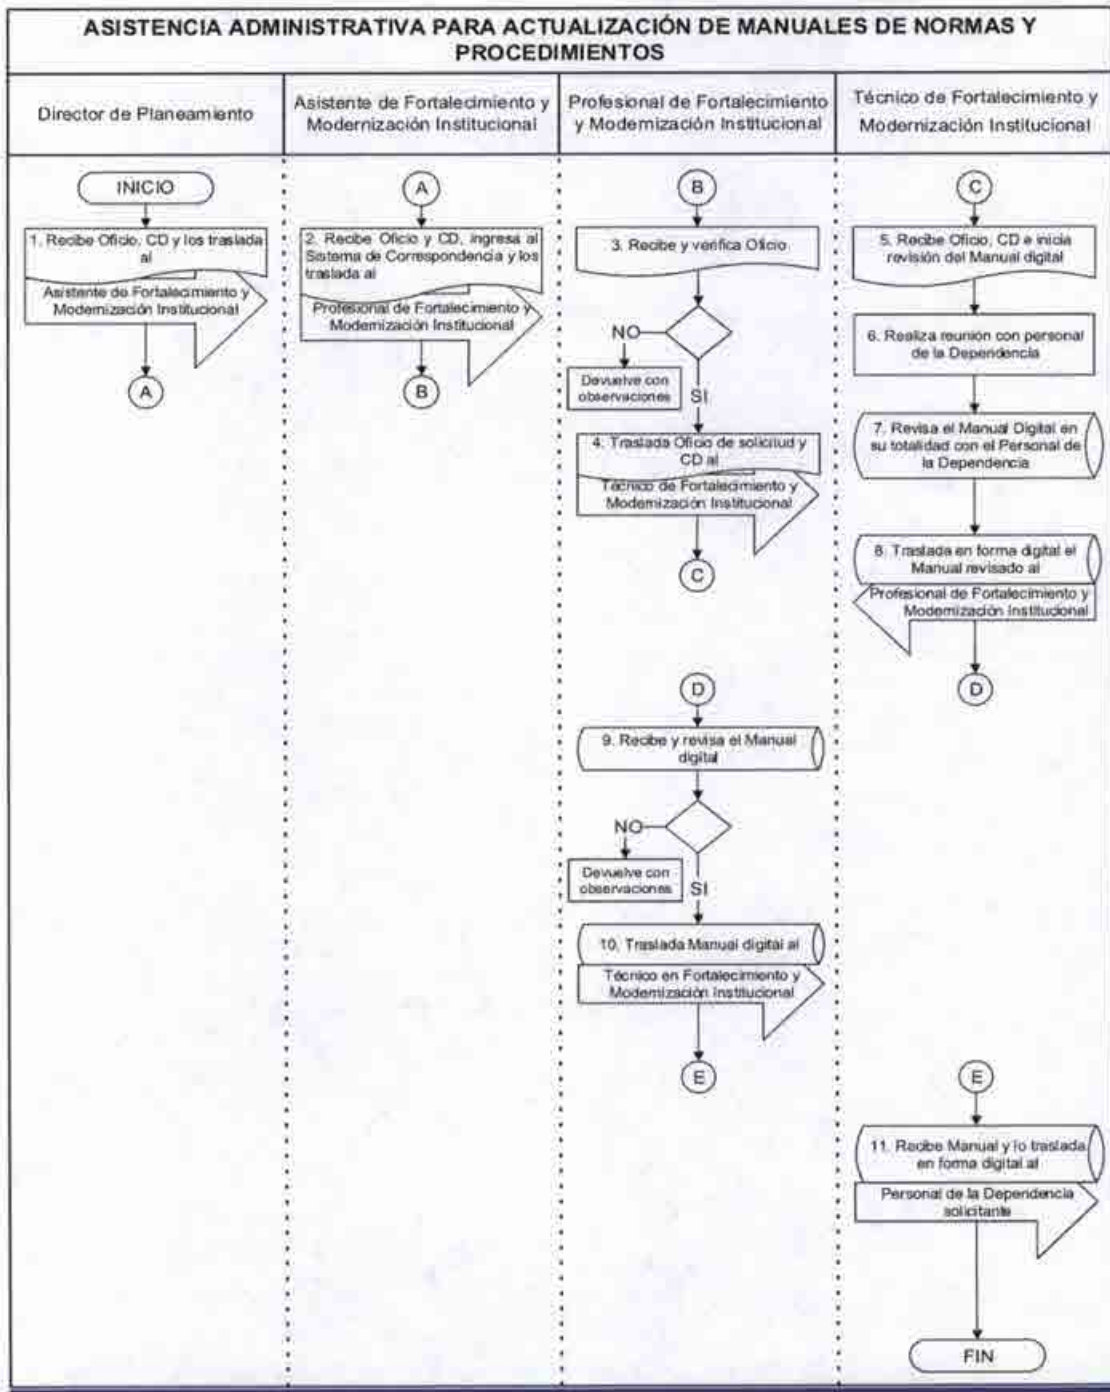 ASISTENCIA ADMINISTRATIVA PARA ACTUALIZACIÓN DE MANUALES DE NORMAS Y
PROCEDIMIENTOS
Director de Planeamiento
Asistente de Fortalecimiento y
Modernización Institucional
Profesional de Fortalecimiento
y Modernización Institucional
Técnico de Fortalecimiento y
Modernización Institucional
INICIO
1. Recibe Oficio, CD y los traslada
al
Asistente de Fortalecimiento y
Modernización Institucional
A
A
2. Recibe Oficio y CD, ingresa al
Sistema de Correspondencia y los
traslada al
Profesional de Fortalecimiento y
Modernización Institucional
B
B
3. Recibe y verifica Oficio
NO
Devuelve con
observaciones
SI
4. Traslada Oficio de solicitud y
CD al
Técnico de Fortalecimiento y
Modernización Institucional
C
C
5. Recibe Oficio, CD e inicia
revisión del Manual digital
6. Realiza reunión con personal
de la Dependencia
7. Revisa el Manual Digital en
su totalidad con el Personal de
la Dependencia
8. Traslada en forma digital el
Manual revisado al
Profesional de Fortalecimiento y
Modernización Institucional
D
D
9. Recibe y revisa el Manual
digital
NO
Devuelve con
observaciones
SI
10. Traslada Manual digital al
Técnico en Fortalecimiento y
Modernización Institucional
E
E
11. Recibe Manual y lo traslada
en forma digital al
Personal de la Dependencia
solicitante
FIN